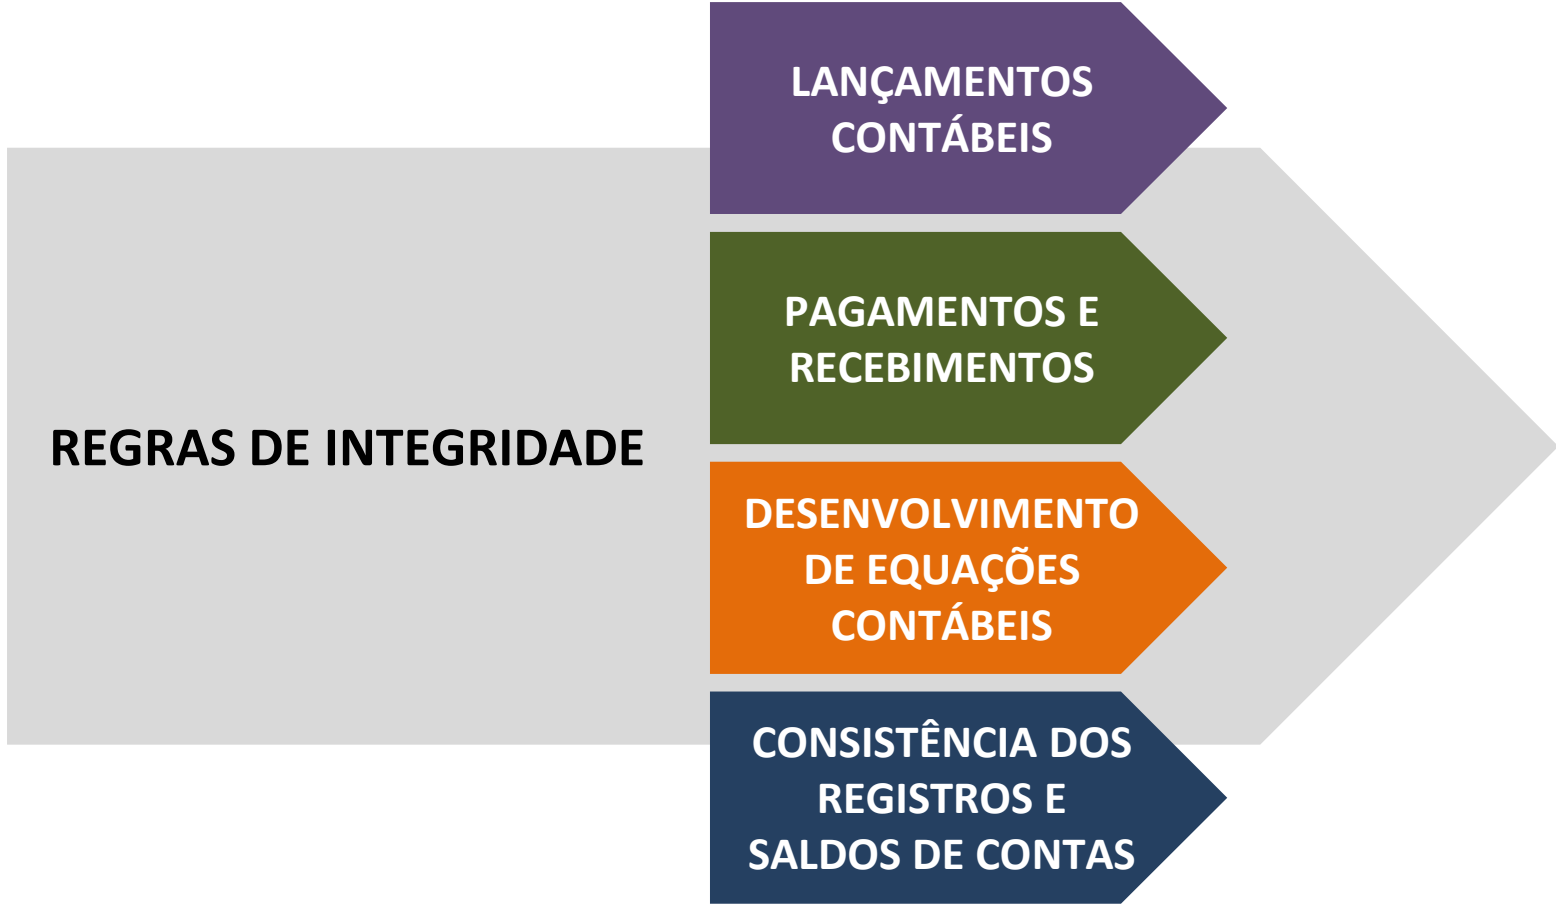 REGRAS DE INTEGRIDADE
LANÇAMENTOS
CONTÁBEIS
PAGAMENTOS E
RECEBIMENTOS
DESENVOLVIMENTO
DE EQUAÇÕES
CONTÁBEIS
CONSISTÊNCIA DOS
REGISTROS E
SALDOS DE CONTAS